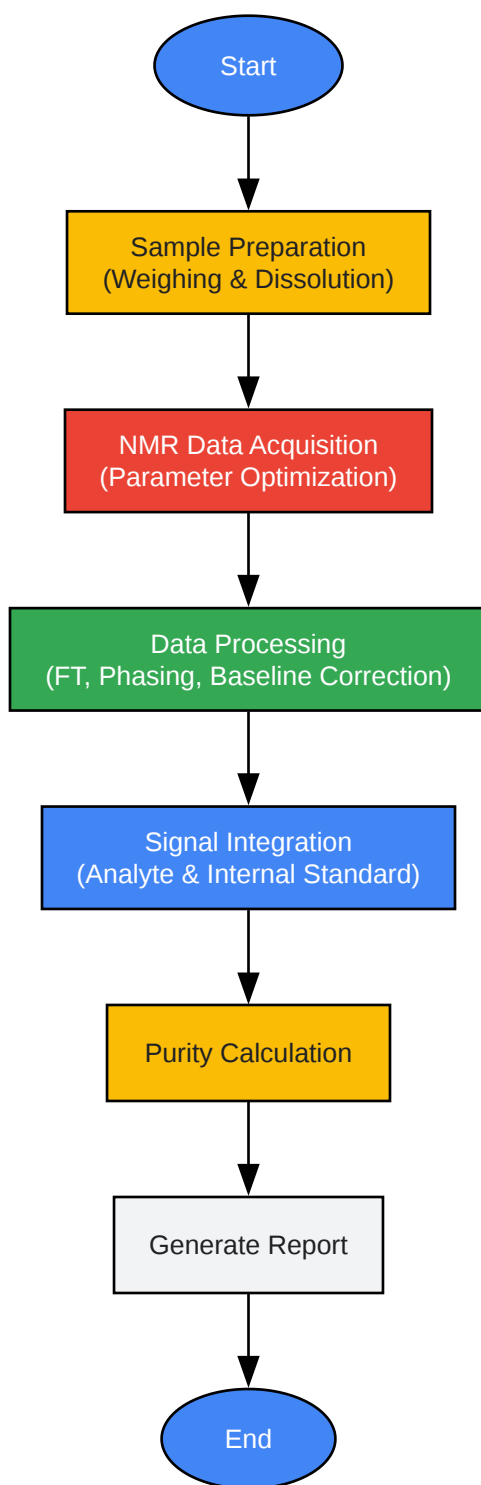 Start
Sample Preparation
(Weighing & Dissolution)
NMR Data Acquisition
(Parameter Optimization)
Data Processing
(FT, Phasing, Baseline Correction)
Signal Integration
(Analyte & Internal Standard)
Purity Calculation
Generate Report
End